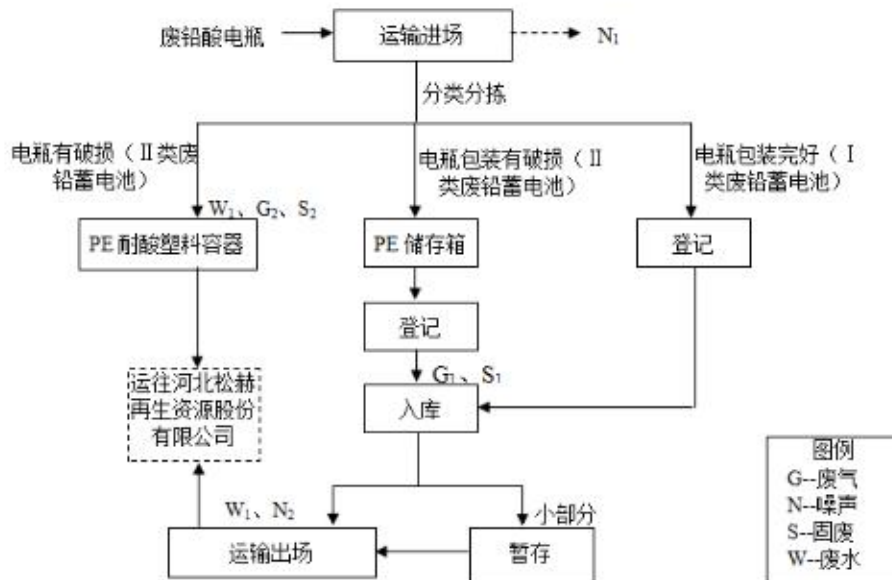 废铅酸电瓶
运输进场
N₁
分类分拣
电瓶有破损（Ⅱ类废
铅蓄电池）
电瓶包装有破损（Ⅱ
类废铅蓄电池）
电瓶包装完好（Ⅰ
类废铅蓄电池）
W₁、G₂、S₂
PE 耐酸塑料容器
PE 储存箱
登记
登记
G₁、S₁
运往河北松赫
再生资源股份
有限公司
入库
W₁、N₂
小部分
运输出场
暂存
图例
G--废气
N--噪声
S--固废
W--废水